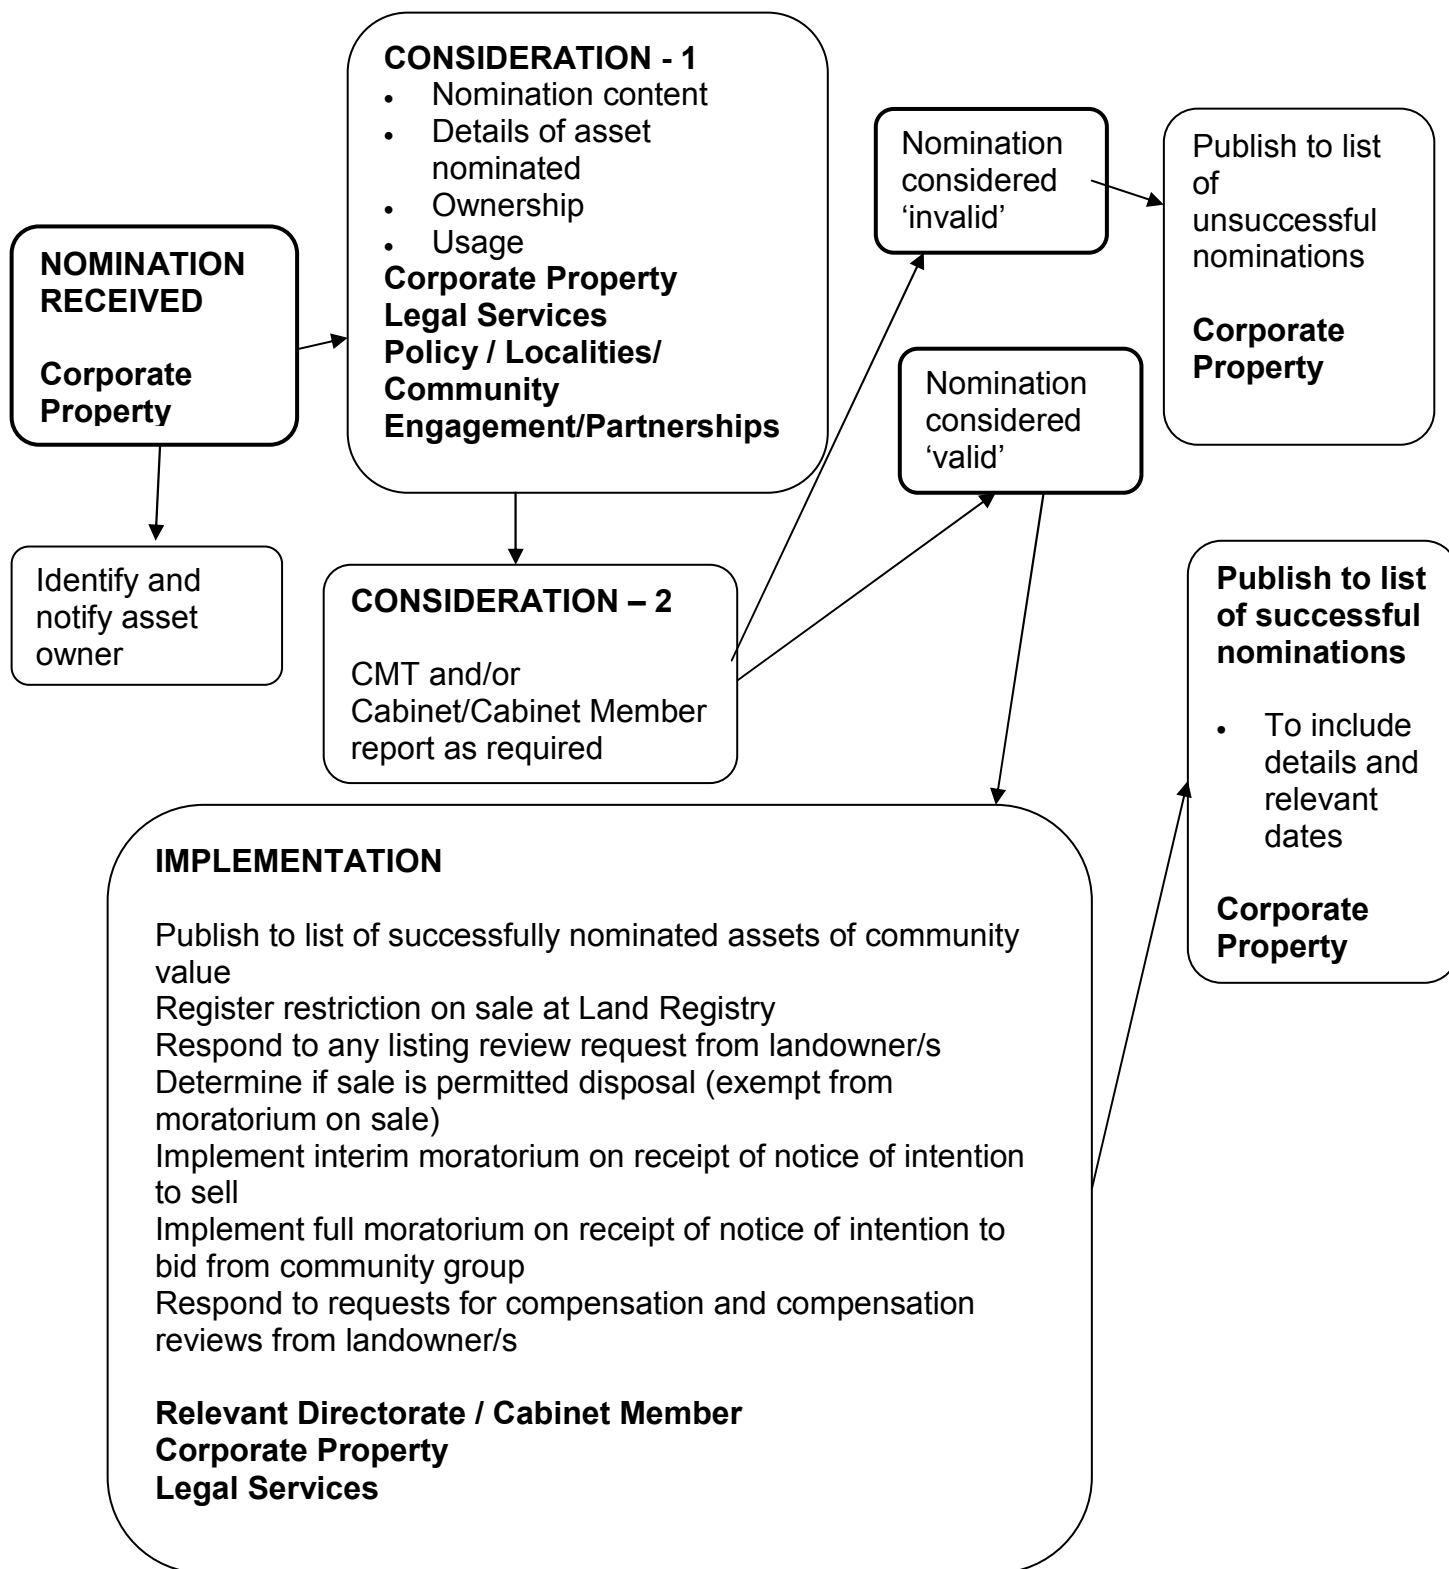 NOMINATION
RECEIVED
Corporate
Property
Identify and
notify asset
owner
CONSIDERATION - 1
• Nomination content
• Details of asset
nominated
• Ownership
• Usage
Corporate Property
Legal Services
Policy / Localities/
Community
Engagement/Partnerships
CONSIDERATION – 2
CMT and/or
Cabinet/Cabinet Member
report as required
Nomination
considered
‘invalid’
Publish to list
of
unsuccessful
nominations
Corporate
Property
Nomination
considered
‘valid’
IMPLEMENTATION
Publish to list of successfully nominated assets of community
value
Register restriction on sale at Land Registry
Respond to any listing review request from landowner/s
Determine if sale is permitted disposal (exempt from
moratorium on sale)
Implement interim moratorium on receipt of notice of intention
to sell
Implement full moratorium on receipt of notice of intention to
bid from community group
Respond to requests for compensation and compensation
reviews from landowner/s
Relevant Directorate / Cabinet Member
Corporate Property
Legal Services
Publish to list
of successful
nominations
• To include
details and
relevant
dates
Corporate
Property